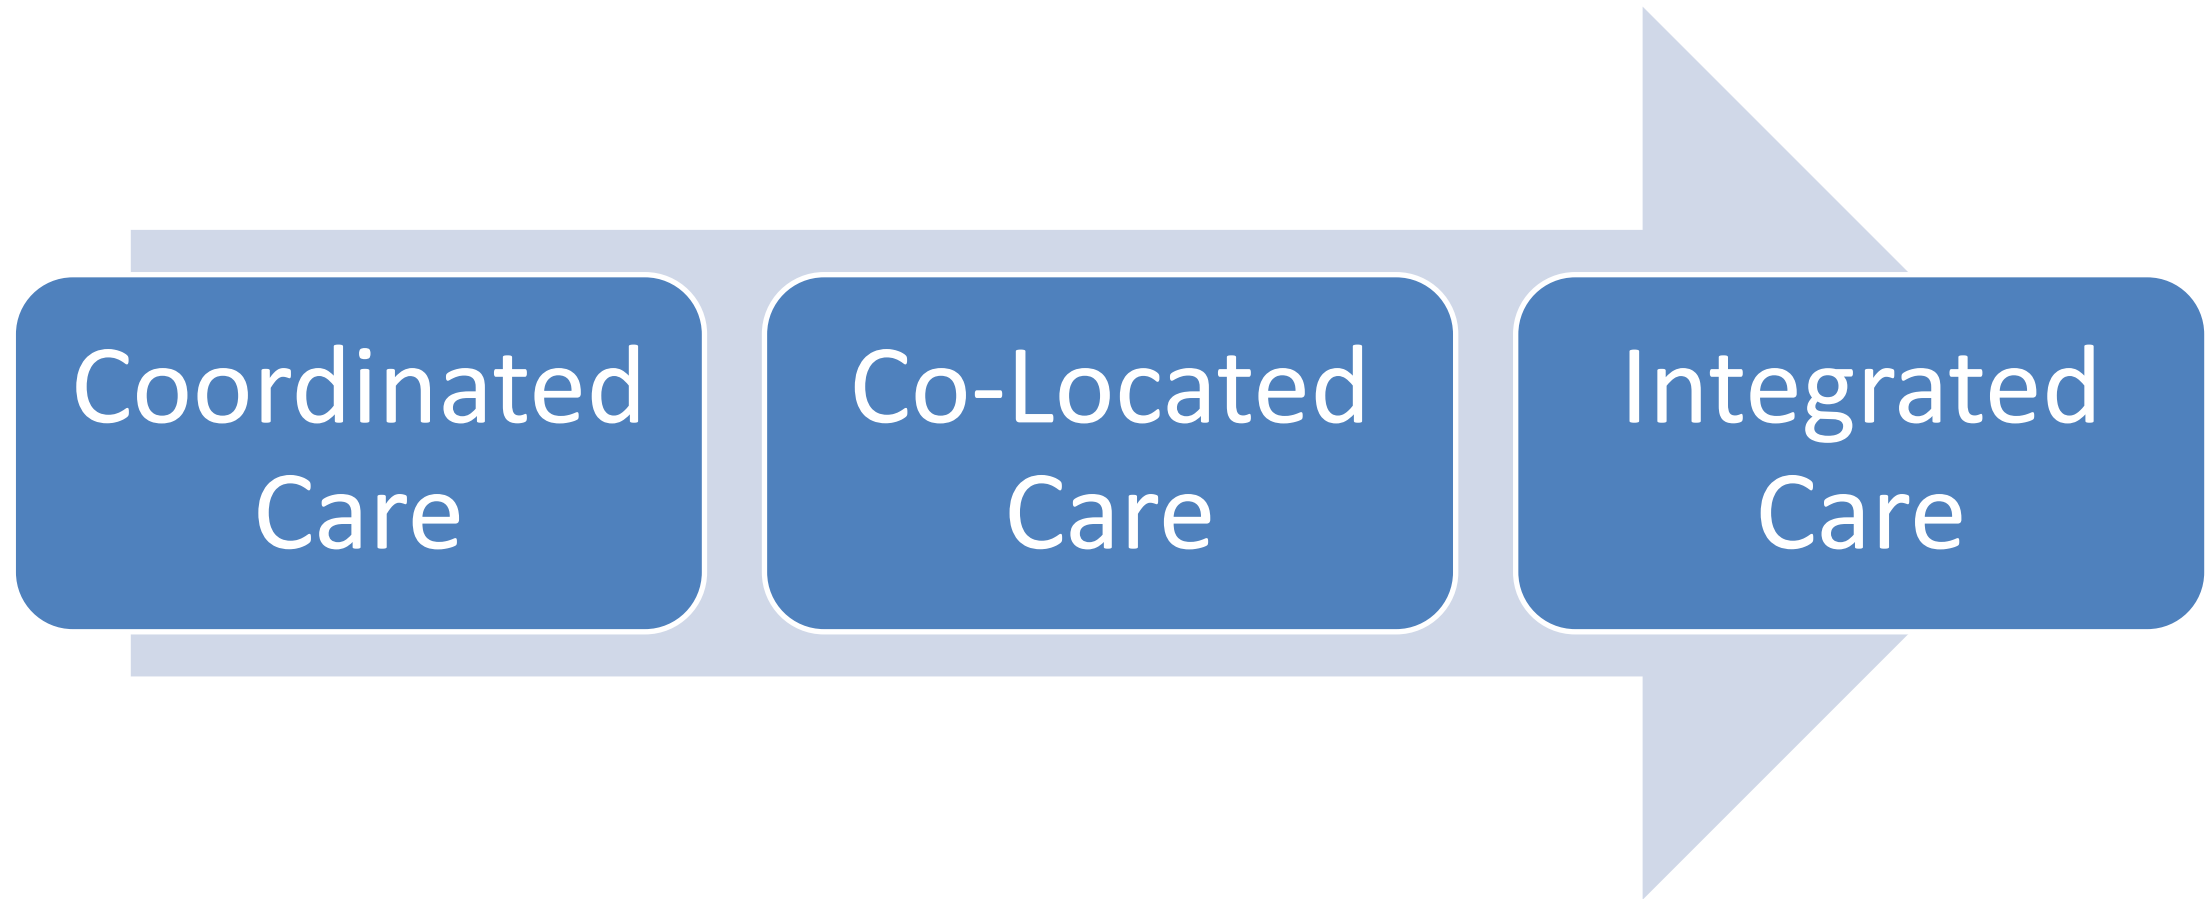 Coordinated
Care
Co-Located
Care
Integrated
Care